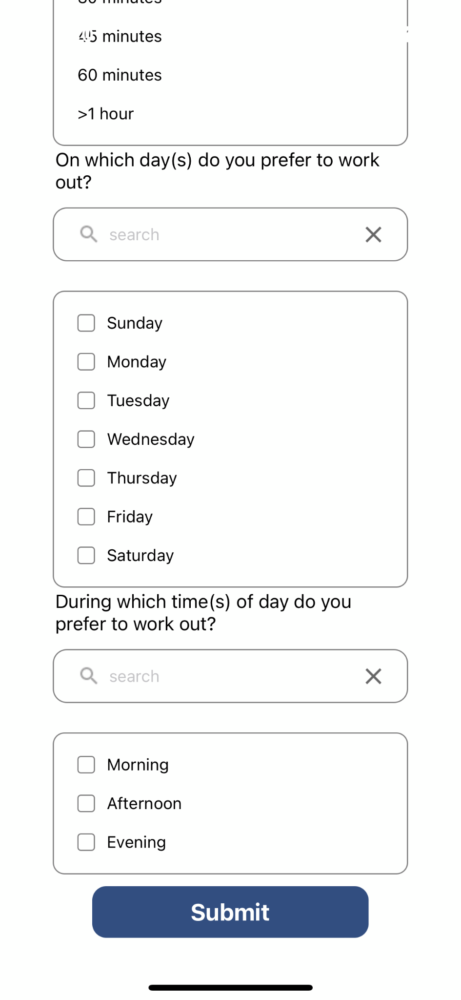 45 minutes
60 minutes
>1 hour
On which day(s) do you prefer to work
out?
search
Sunday
Monday
Tuesday
Wednesday
Thursday
Friday
Saturday
During which time(s) of day do you
prefer to work out?
search
Morning
Afternoon
Evening
Submit